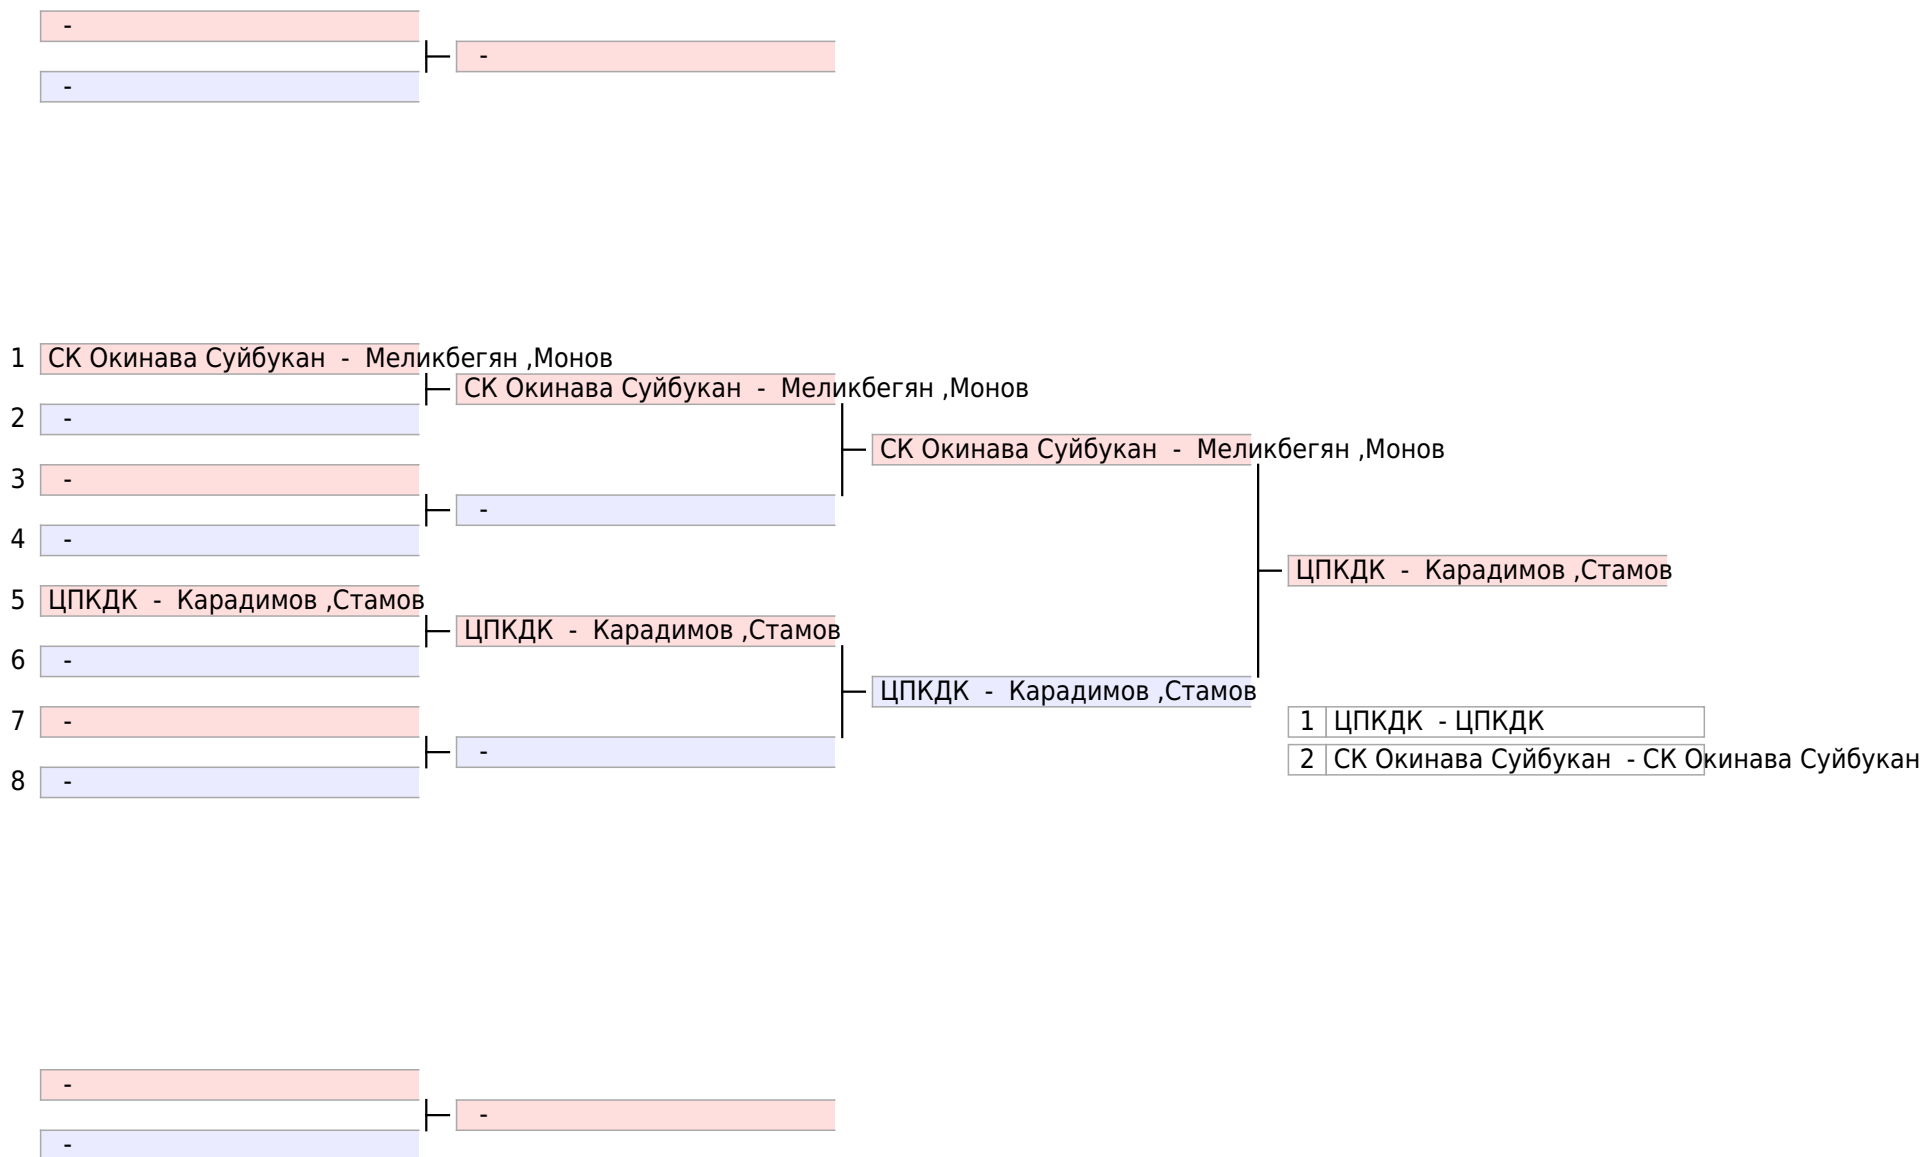 -
-
-
1 СК Окинава Суйбукан - Меликбегян ,Монов
СК Окинава Суйбукан - Меликбегян ,Монов
2 -
СК Окинава Суйбукан - Меликбегян ,Монов
3 -
-
4 -
ЦПКДК - Карадимов ,Стамов
5 ЦПКДК - Карадимов ,Стамов
ЦПКДК - Карадимов ,Стамов
6 -
ЦПКДК - Карадимов ,Стамов
7 -
1 ЦПКДК - ЦПКДК
-
2 СК Окинава Суйбукан - СК Окинава Суйбукан
8 -
-
-
-